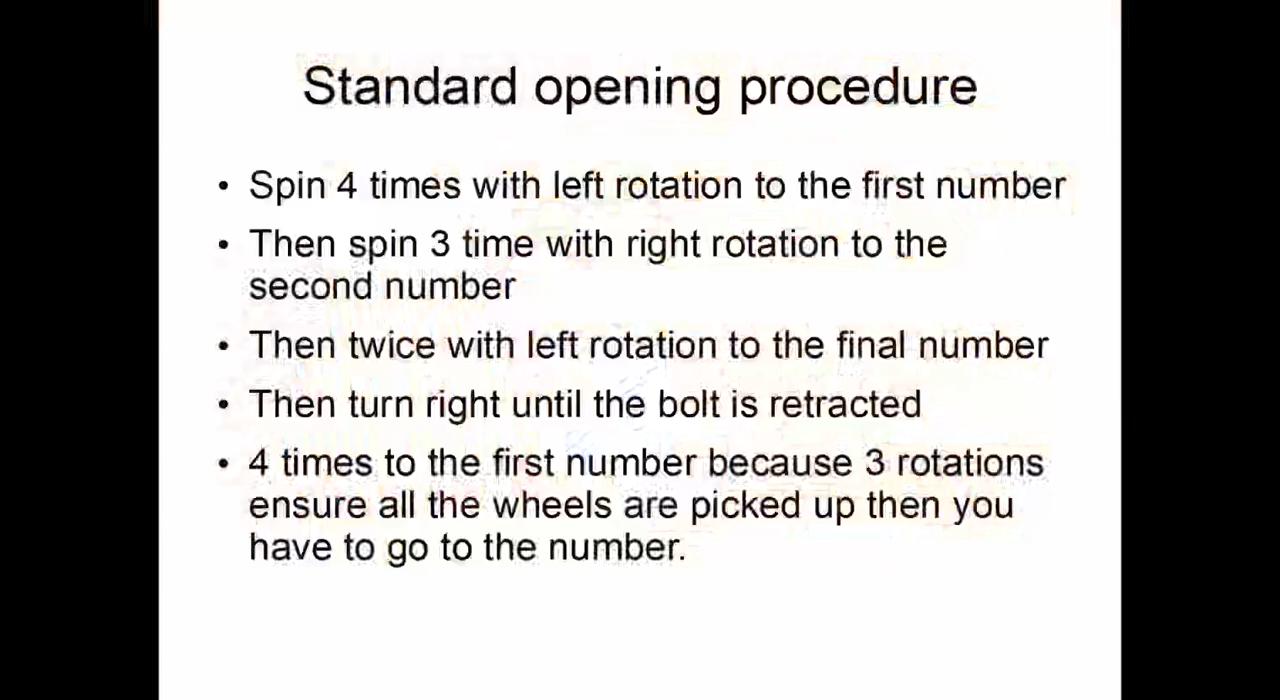 Standard opening procedure
• Spin 4 times with left rotation to the first number
• Then spin 3 time with right rotation to the
second number
• Then twice with left rotation to the final number
• Then turn right until the bolt is retracted
• 4 times to the first number because 3 rotations
ensure all the wheels are picked up then you
have to go to the number.